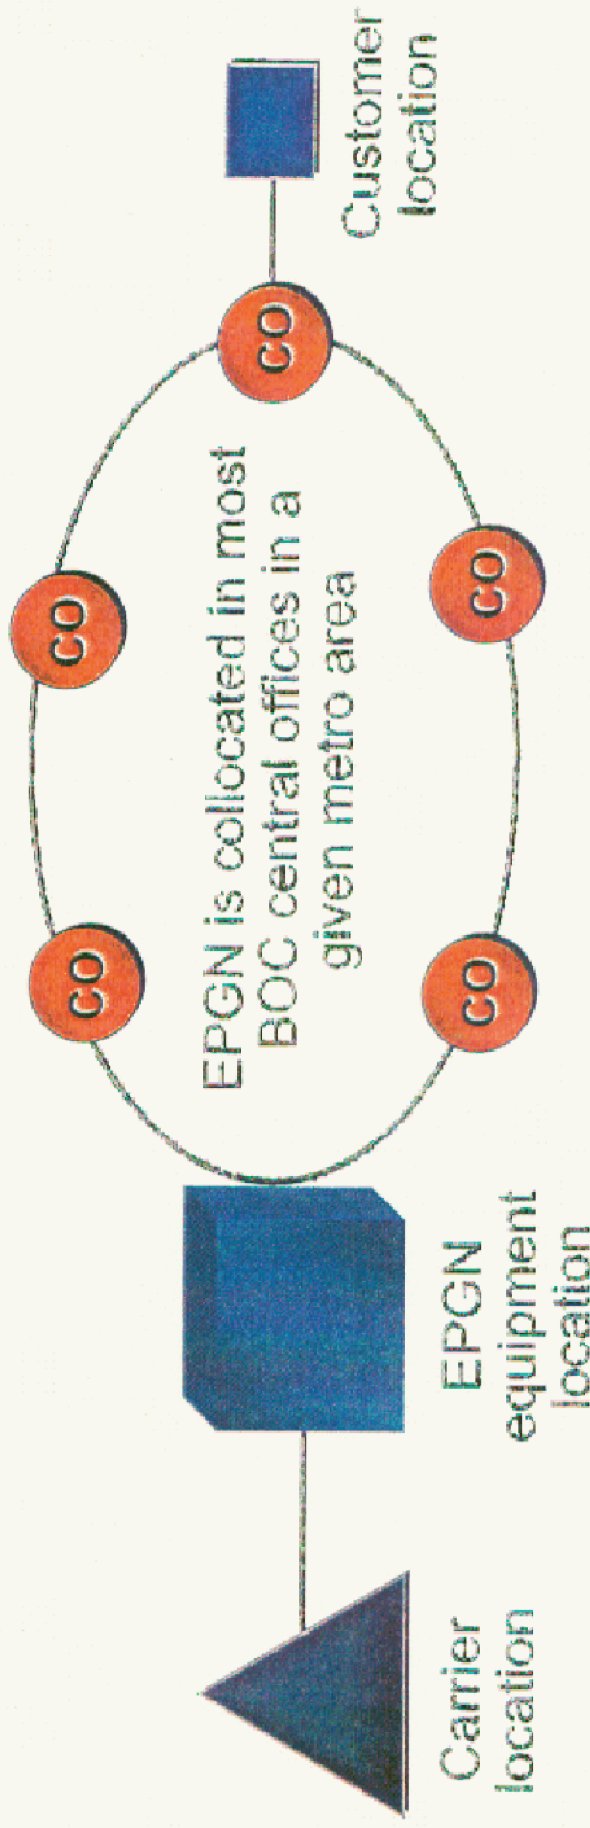 Carrier
location
EPGN
equipment
location
EPGN is collocated in most
BOC central offices in a
given metro area
CO
CO
CO
CO
CO
Customer
location